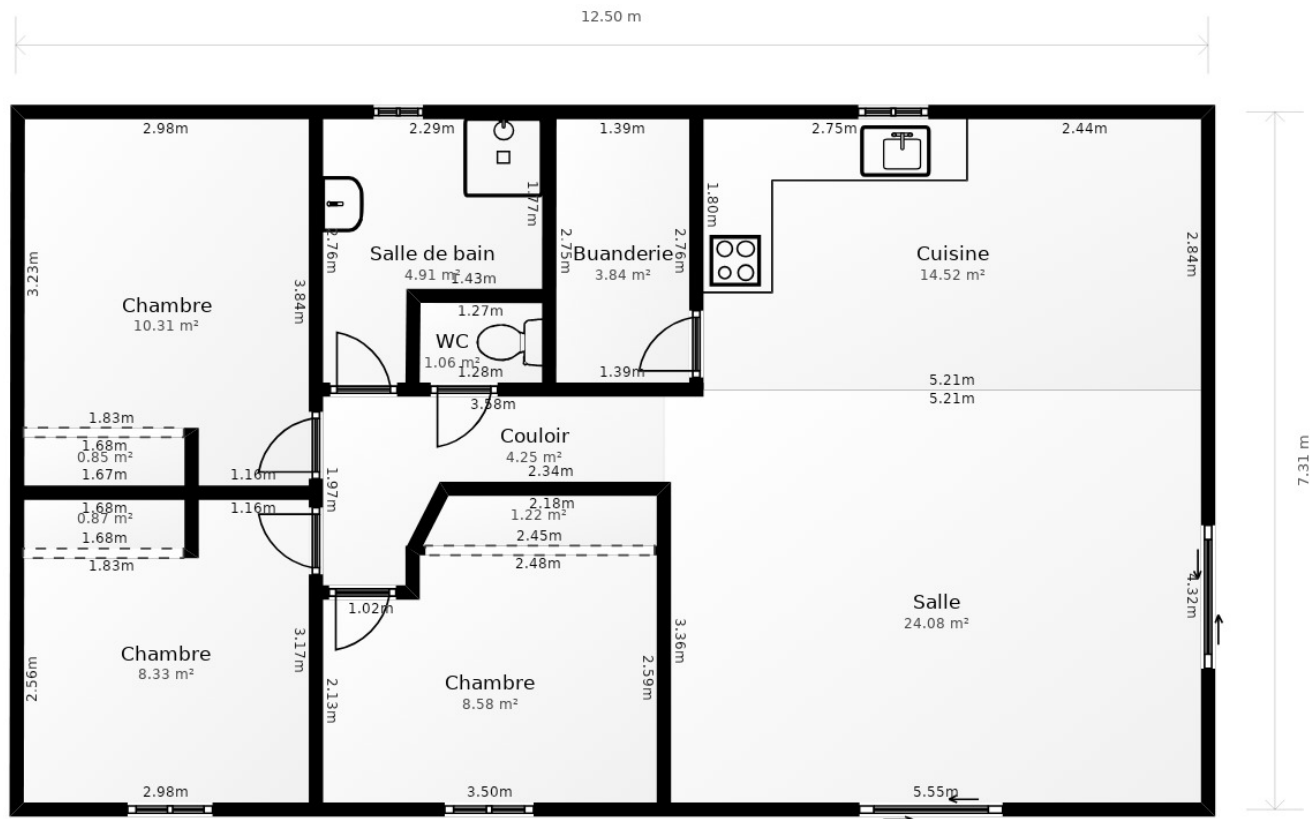 12.50 m
2.98m
2.29m
1.39m
2.75m
2.44m
1.77m
1.80m
2.76m
2.75m
2.76m
2.84m
3.23m
3.84m
Salle de bain
4.91 m²
1.43m
Buanderie
3.84 m²
Cuisine
14.52 m²
Chambre
10.31 m²
1.27m
WC
1.06 m²
1.28m
1.39m
5.21m
5.21m
3.58m
1.83m
1.68m
0.85 m²
1.67m
1.16m
Couloir
4.25 m²
2.34m
7.31 m
1.97m
1.68m
0.87 m²
1.68m
1.83m
1.16m
2.18m
1.22 m²
2.45m
2.48m
1.02m
4.32m
Salle
24.08 m²
Chambre
8.33 m²
3.17m
2.56m
3.36m
2.59m
2.13m
Chambre
8.58 m²
2.98m
3.50m
5.55m